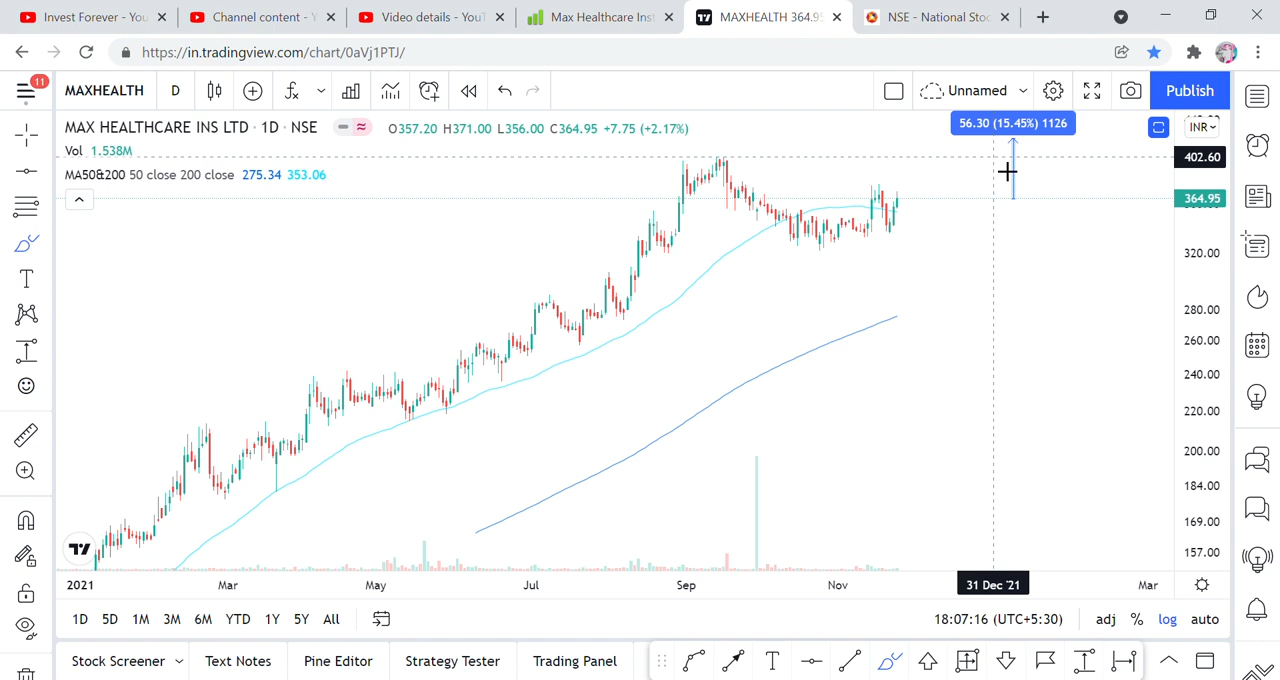 Invest Forever - You
Channel content - Y
Video details - YouT
Max Healthcare Inst
MAXHEALTH 364.95
NSE - National Stoc
https://in.tradingview.com/chart/0aVj1PTJ/
11
MAXHEALTH
D
Unnamed
Publish
MAX HEALTHCARE INS LTD · 1D · NSE
O357.20 H371.00 L356.00 C364.95 +7.75 (+2.17%)
56.30 (15.45%) 1126
INR
Vol 1.538M
402.60
MA50&200 50 close 200 close 275.34 353.06
364.95
320.00
280.00
260.00
240.00
220.00
200.00
184.00
169.00
157.00
2021
Mar
May
Jul
Sep
Nov
31 Dec '21
Mar
1D 5D 1M 3M 6M YTD 1Y 5Y All
18:07:16 (UTC+5:30)
adj % log auto
Stock Screener
Text Notes
Pine Editor
Strategy Tester
Trading Panel